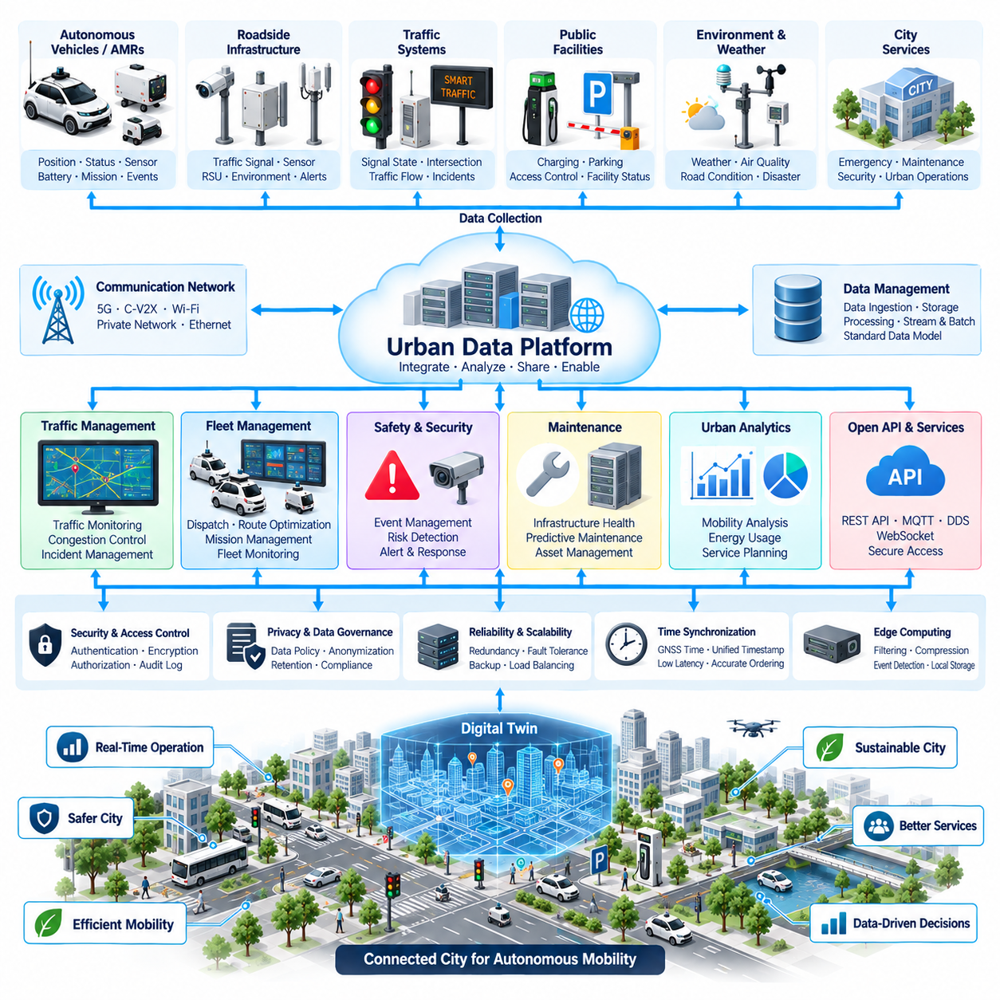 Autonomous
Vehicles / AMRs
Roadside
Infrastructure
Traffic
Systems
Public
Facilities
Environment &
Weather
City
Services
SMART
TRAFFIC
P
CITY
Position · Status · Sensor
Battery · Mission · Events
Traffic Signal · Sensor
RSU · Environment · Alerts
Signal State · Intersection
Traffic Flow · Incidents
Charging · Parking
Access Control · Facility Status
Weather · Air Quality
Road Condition · Disaster
Emergency · Maintenance
Security · Urban Operations
Data Collection
Communication Network
5G · C-V2X · Wi-Fi
Private Network · Ethernet
Urban Data Platform
Integrate · Analyze · Share · Enable
Data Management
Data Ingestion · Storage
Processing · Stream & Batch
Standard Data Model
Traffic Management
Traffic Monitoring
Congestion Control
Incident Management
Fleet Management
Dispatch · Route Optimization
Mission Management
Fleet Monitoring
Safety & Security
Event Management
Risk Detection
Alert & Response
Maintenance
Infrastructure Health
Predictive Maintenance
Asset Management
Urban Analytics
Mobility Analysis
Energy Usage
Service Planning
Open API & Services
API
REST API · MQTT · DDS
WebSocket
Secure Access
Security & Access Control
Authentication · Encryption
Authorization · Audit Log
Privacy & Data Governance
Data Policy · Anonymization
Retention · Compliance
Reliability & Scalability
Redundancy · Fault Tolerance
Backup · Load Balancing
Time Synchronization
GNSS Time · Unified Timestamp
Low Latency · Accurate Ordering
Edge Computing
Filtering · Compression
Event Detection · Local Storage
Digital Twin
Real-Time Operation
Safer City
Efficient Mobility
Sustainable City
Better Services
Data-Driven Decisions
P
Connected City for Autonomous Mobility